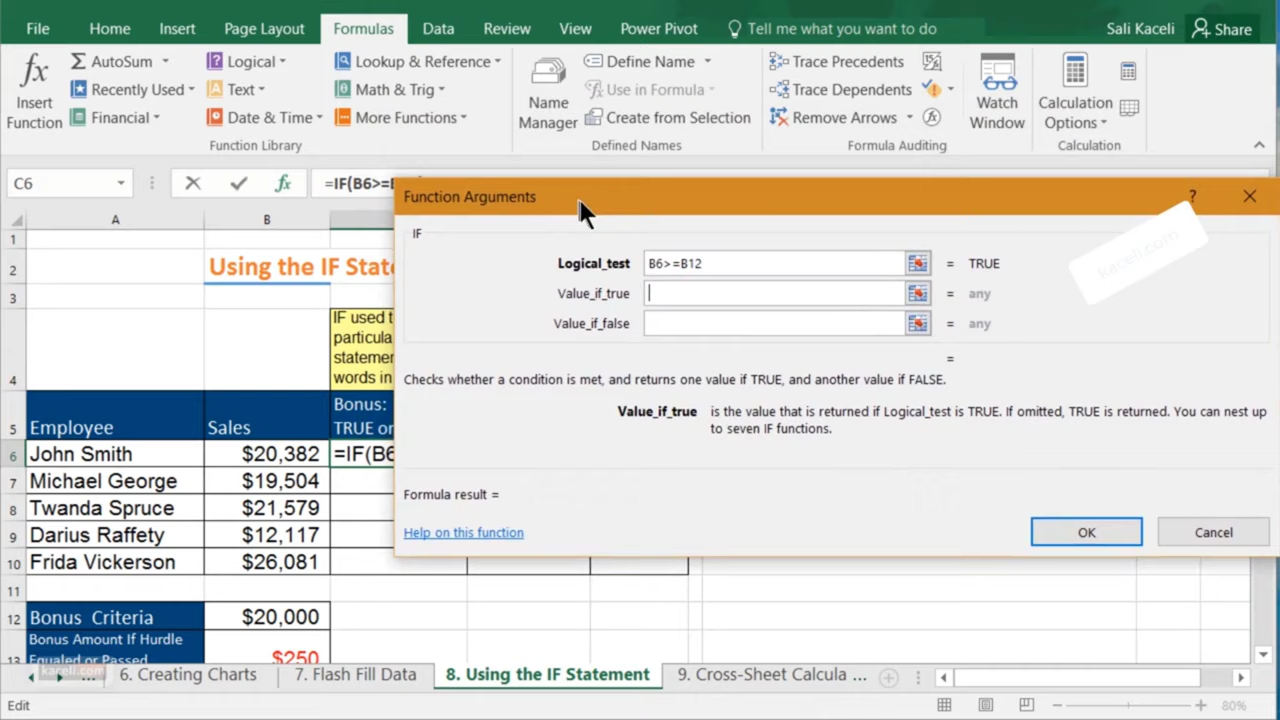 File Home Insert Page Layout Formulas Data Review View Power Pivot Tell me what you want to do Sali Kaceli Share
fx Insert Function
AutoSum
Recently Used
Financial
Logical
Text
Date & Time
Lookup & Reference
Math & Trig
More Functions
Function Library
Name Manager
Define Name
Use in Formula
Create from Selection
Defined Names
Trace Precedents
Trace Dependents
Remove Arrows
Formula Auditing
Watch Window
Calculation Options
Calculation
C6 fx =IF(B6>=B
Function Arguments ?
IF
Logical_test B6>=B12 = TRUE
Value_if_true = any
Value_if_false = any
=
Checks whether a condition is met, and returns one value if TRUE, and another value if FALSE.
Value_if_true is the value that is returned if Logical_test is TRUE. If omitted, TRUE is returned. You can nest up
to seven IF functions.
Formula result =
Help on this function OK Cancel
kaceli.com
A B
1
2 Using the IF State
3
IF used t
particula
statemer
4 words in
Bonus:
5 Employee Sales TRUE or
6 John Smith $20,382 =IF(B6
7 Michael George $19,504
8 Twanda Spruce $21,579
9 Darius Raffety $12,117
10 Frida Vickerson $26,081
11
12 Bonus Criteria $20,000
Bonus Amount If Hurdle
13 Equaled or Passed $250
kaceli.com
... 6. Creating Charts 7. Flash Fill Data 8. Using the IF Statement 9. Cross-Sheet Calcula ...
Edit 80%